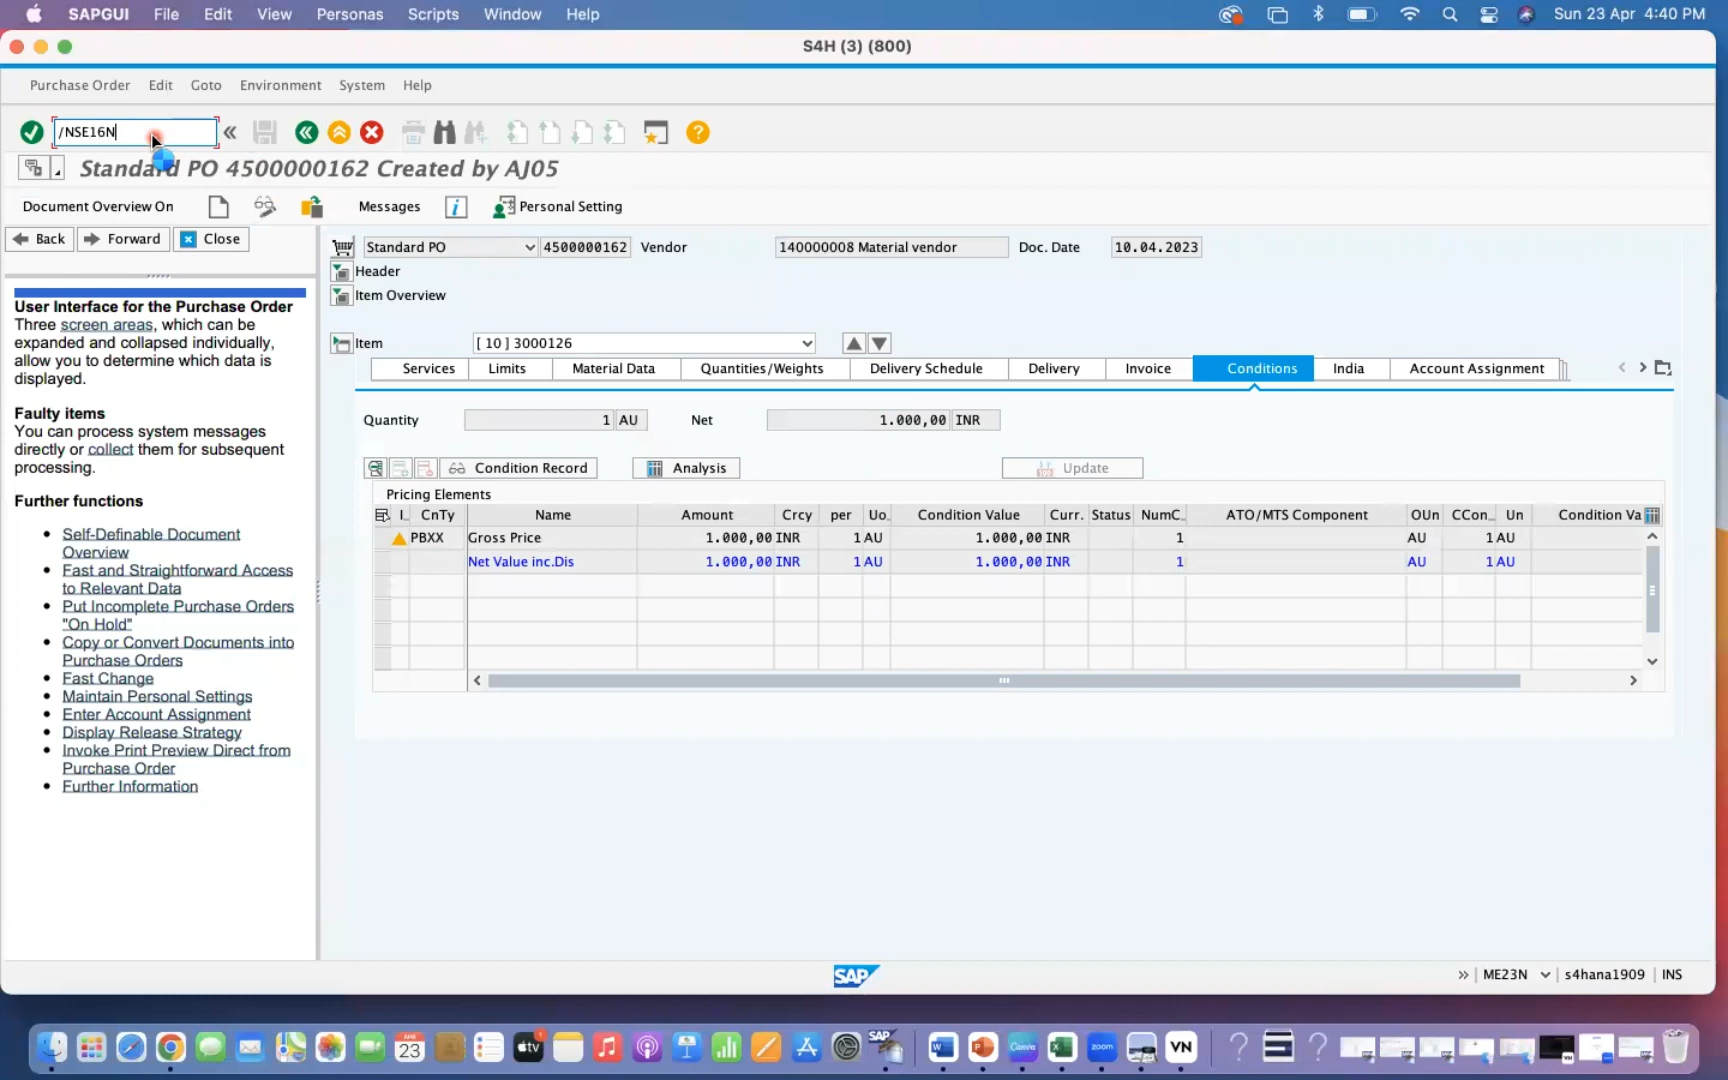 SAPGUI File Edit View Personas Scripts Window Help Sun 23 Apr 4:40 PM
S4H (3) (800)
Purchase Order Edit Goto Environment System Help
/NSE16N
Standard PO 4500000162 Created by AJ05
Document Overview On Messages Personal Setting
Back Forward Close
User Interface for the Purchase Order
Three screen areas, which can be
expanded and collapsed individually,
allow you to determine which data is
displayed.
Faulty items
You can process system messages
directly or collect them for subsequent
processing.
Further functions
Self-Definable Document
Overview
Fast and Straightforward Access
to Relevant Data
Put Incomplete Purchase Orders
"On Hold"
Copy or Convert Documents into
Purchase Orders
Fast Change
Maintain Personal Settings
Enter Account Assignment
Display Release Strategy
Invoke Print Preview Direct from
Purchase Order
Further Information
Standard PO 4500000162 Vendor 140000008 Material vendor Doc. Date 10.04.2023
Header
Item Overview
Item [ 10 ] 3000126
Services Limits Material Data Quantities/Weights Delivery Schedule Delivery Invoice Conditions India Account Assignment
Quantity 1 AU Net 1.000,00 INR
Condition Record Analysis Update
Pricing Elements
I.. CnTy Name Amount Crcy per Uo.. Condition Value Curr. Status NumC.. ATO/MTS Component OUn CCon.. Un Condition Va
PBXX Gross Price 1.000,00 INR 1 AU 1.000,00 INR 1 AU 1 AU
Net Value inc.Dis 1.000,00 INR 1 AU 1.000,00 INR 1 AU 1 AU
SAP ME23N s4hana1909 INS
23 tv SAP W P Canva X zoom VN